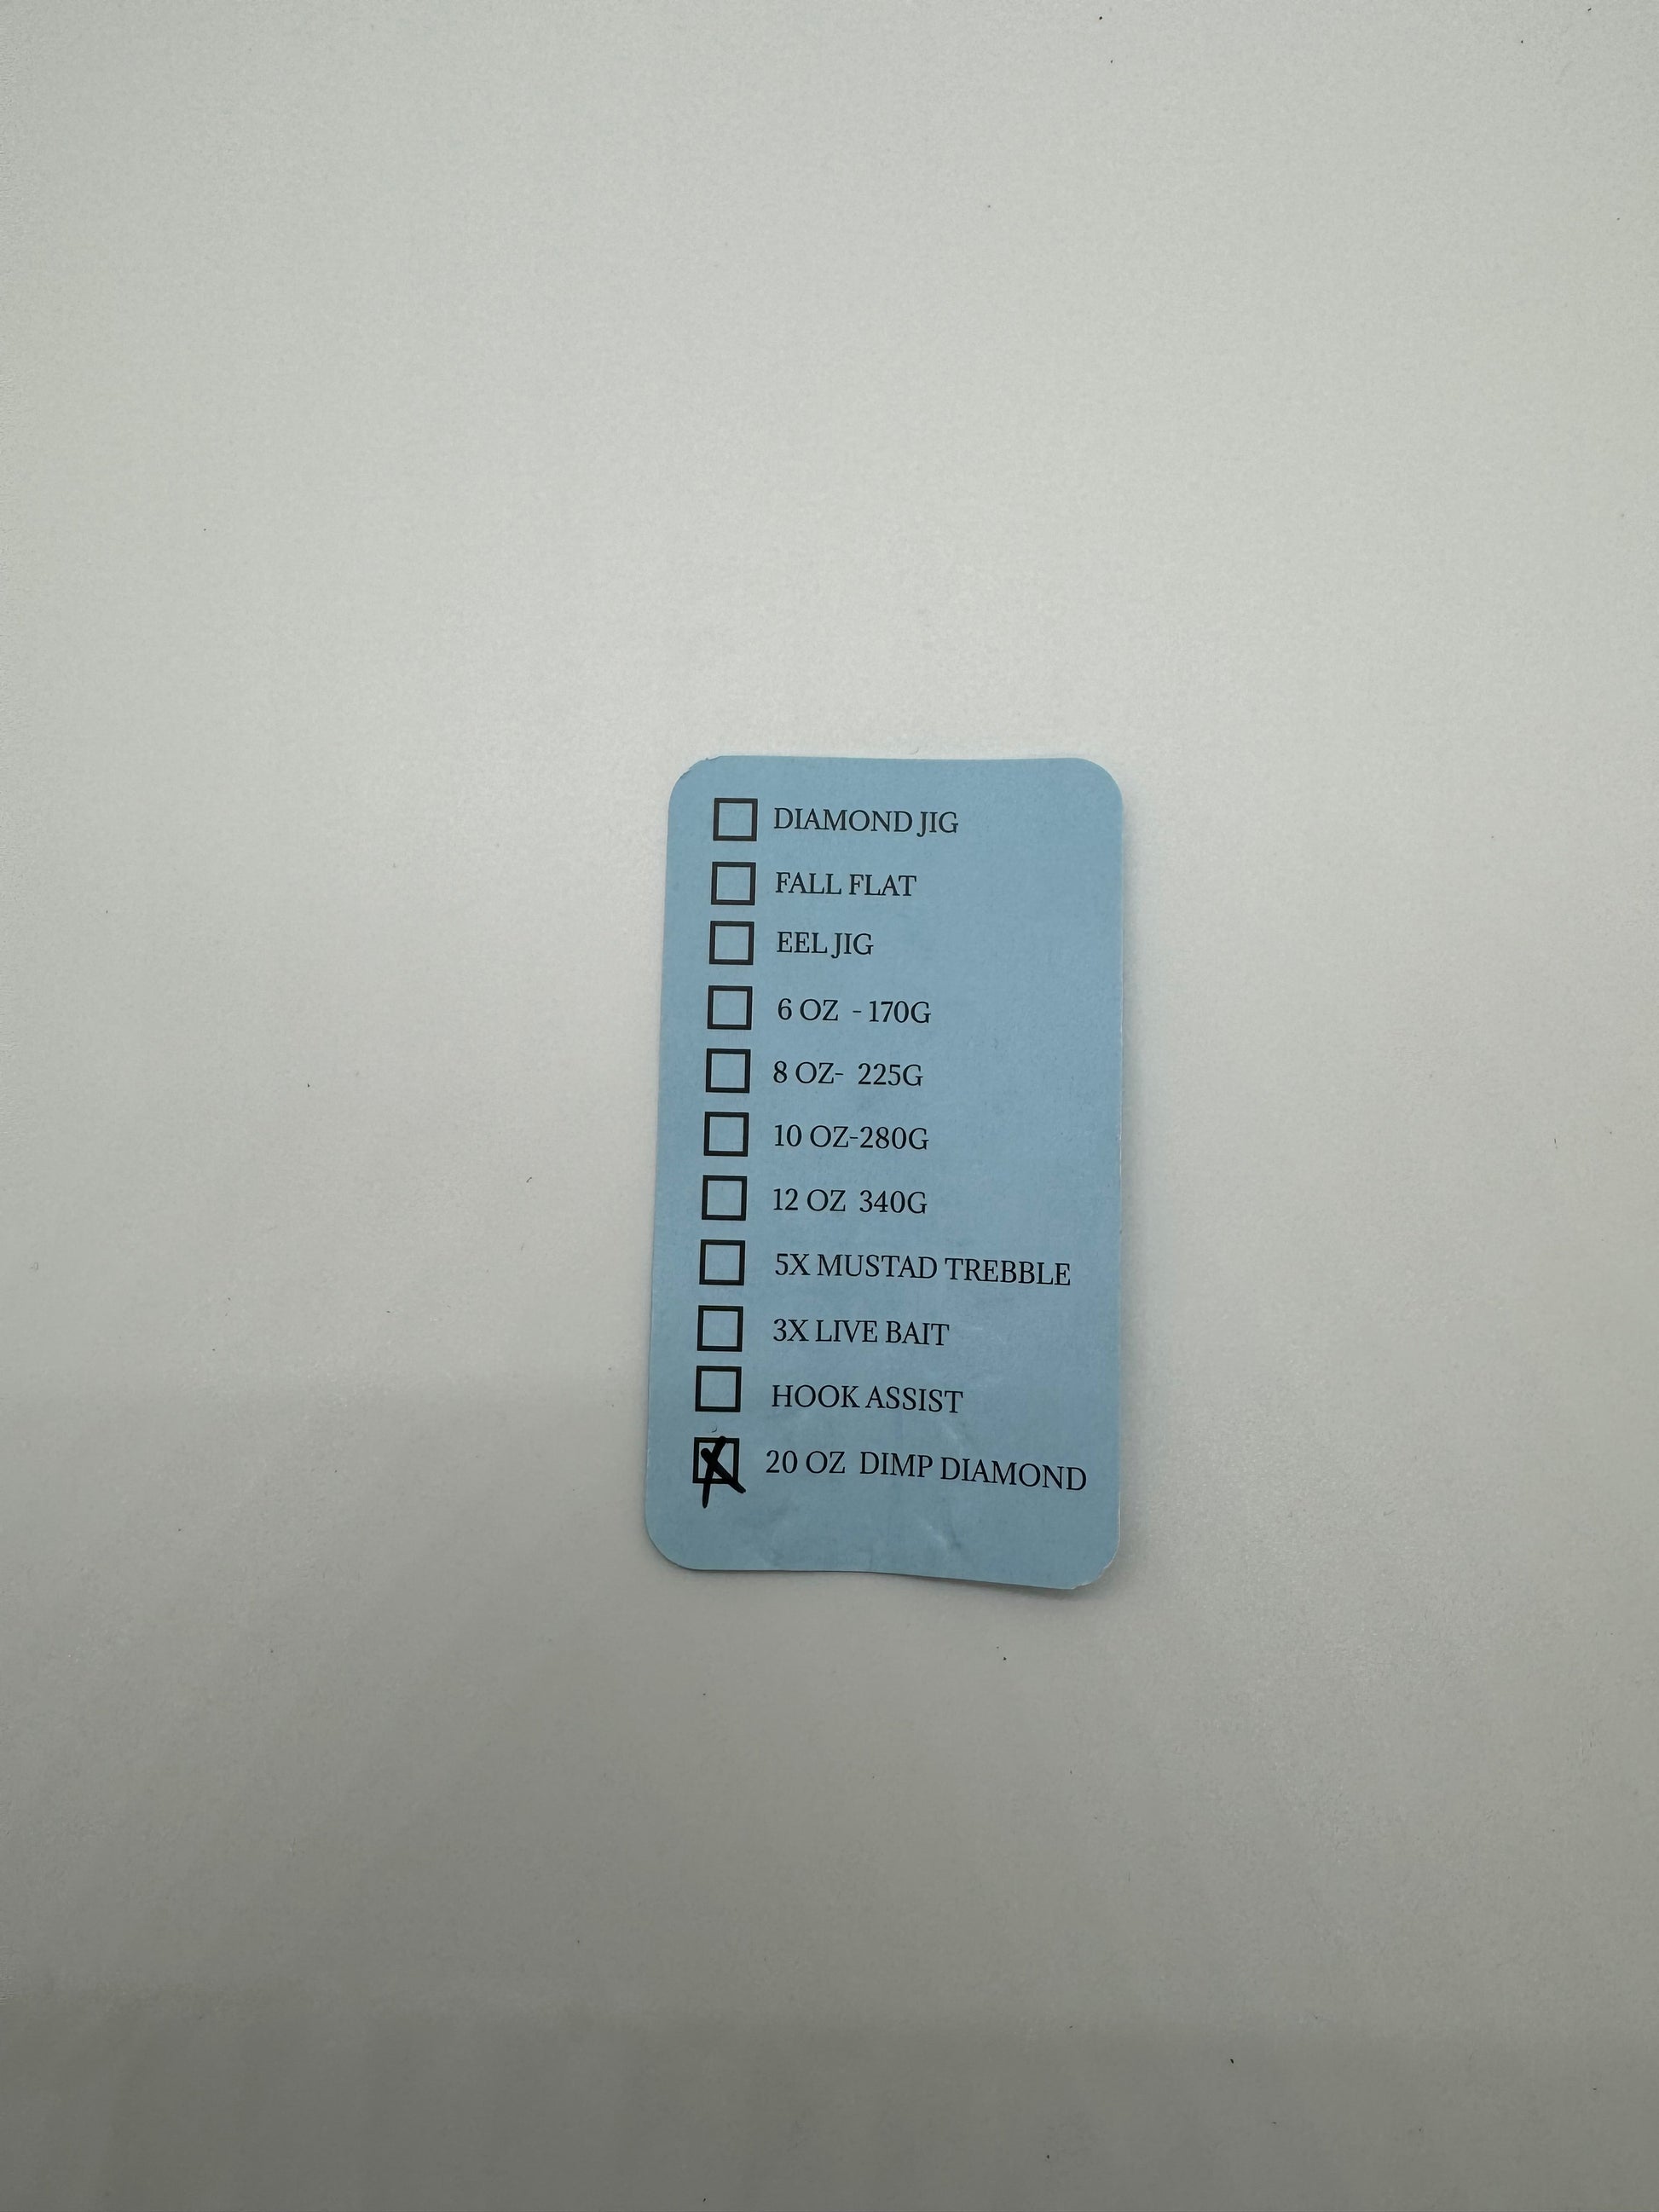 DIAMOND JIG
FALL FLAT
EEL JIG
6 OZ - 170G
8 OZ- 225G
10 OZ-280G
12 OZ 340G
5X MUSTAD TREBBLE
3X LIVE BAIT
HOOK ASSIST
20 OZ DIMP DIAMOND